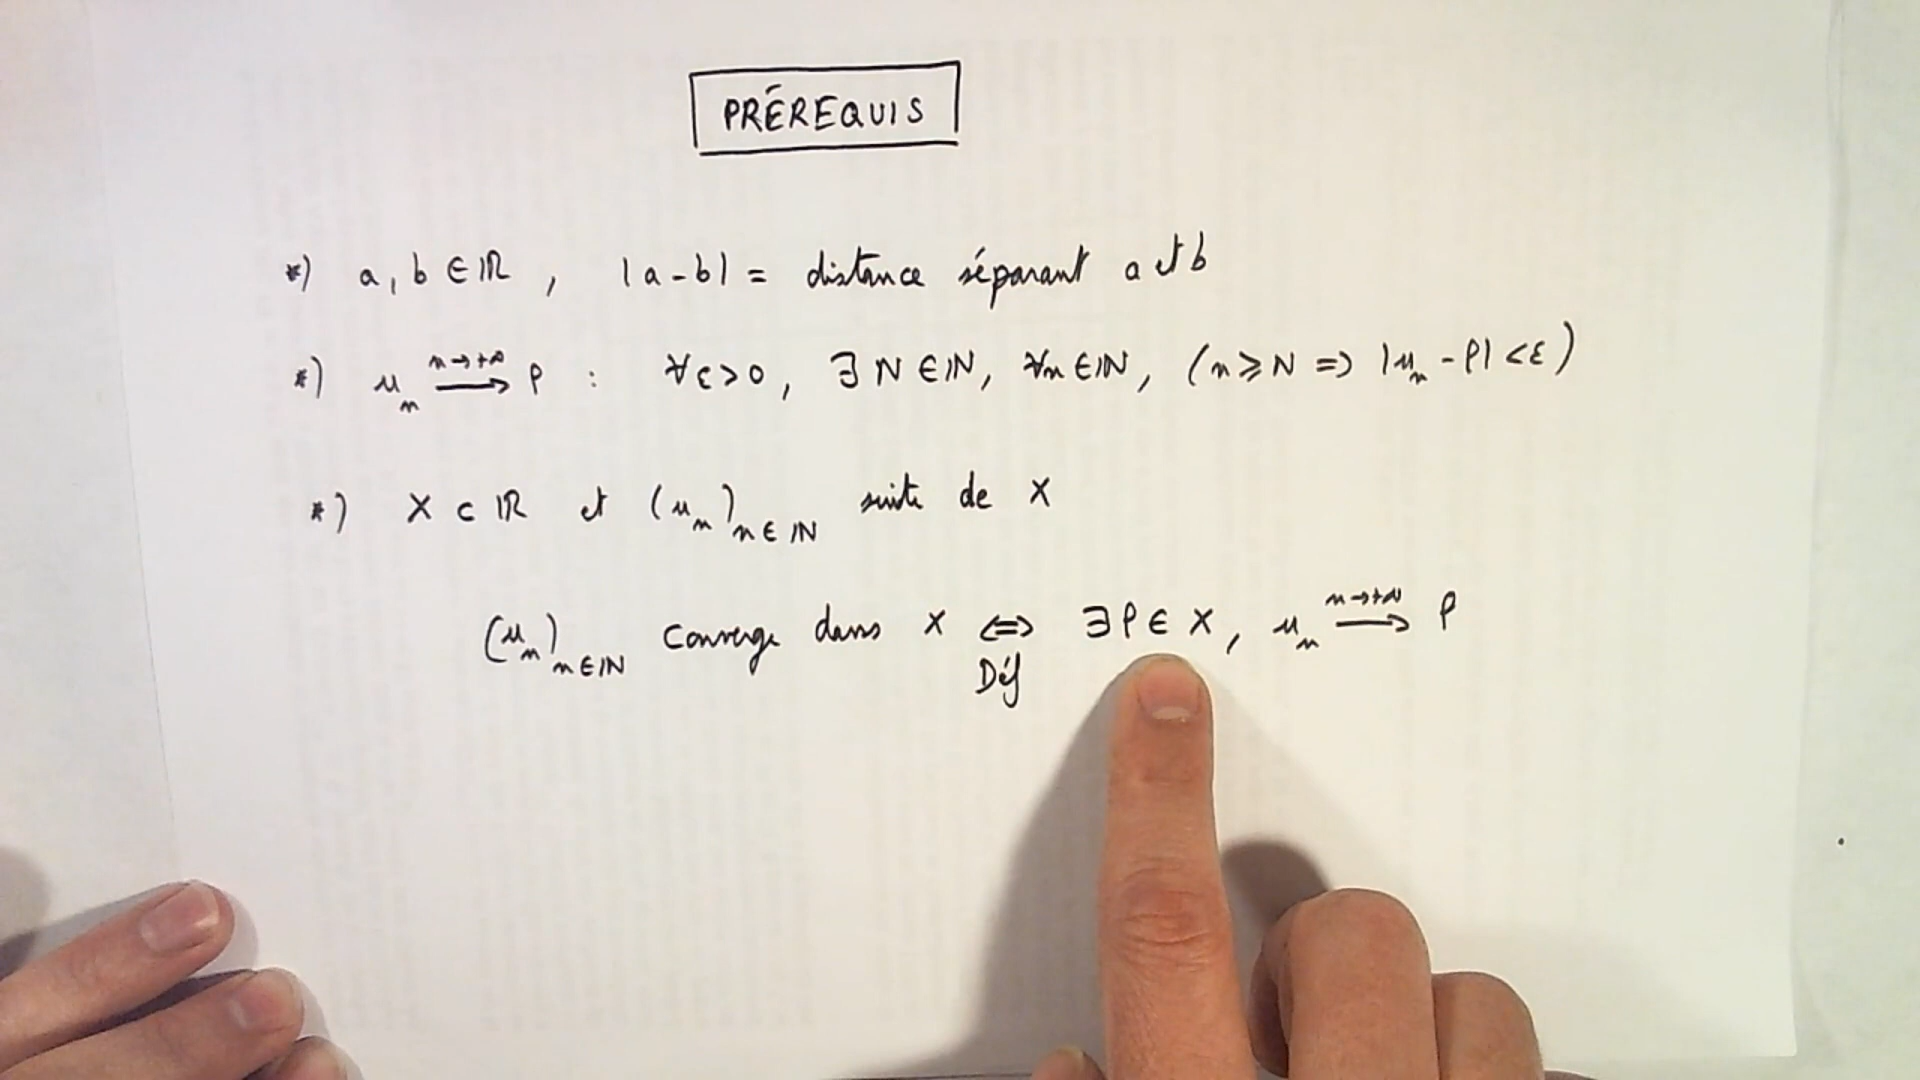 PRÉREQUIS
*) a, b ∈ ℝ, |a - b| = distance séparant a et b
*) uₙ ⟶ ℓ (n→+∞) : ∀ε>0, ∃ N ∈ ℕ, ∀n ∈ ℕ, (n ⩾ N => |uₙ - ℓ| < ε)
*) X ⊂ ℝ et (uₙ)n∈ℕ suite de X
(uₙ)n∈ℕ converge dans X ⟺ ∃ ℓ ∈ X, uₙ ⟶ ℓ (n→+∞)
Déf